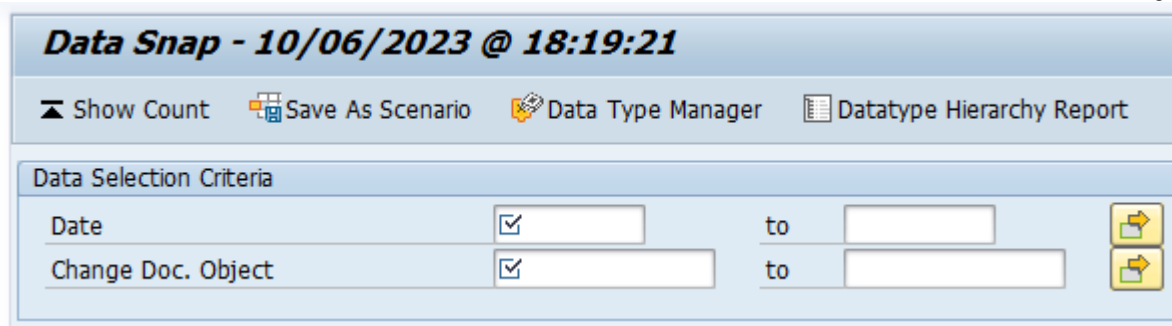 Data Snap - 10/06/2023 @ 18:19:21
Show Count Save As Scenario Data Type Manager Datatype Hierarchy Report
Data Selection Criteria
Date to
Change Doc. Object to